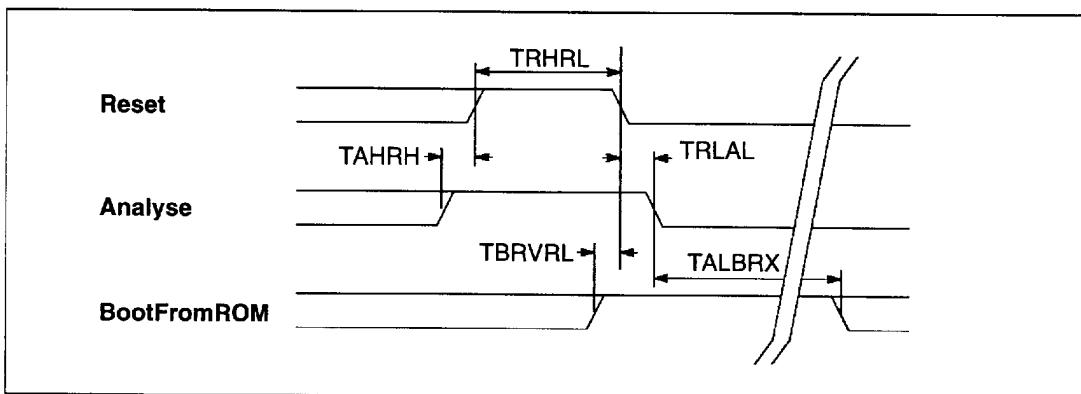 TRHRL
Reset
TAHRH
TRLAL
Analyse
TBRVRL
TALBRX
BootFromROM